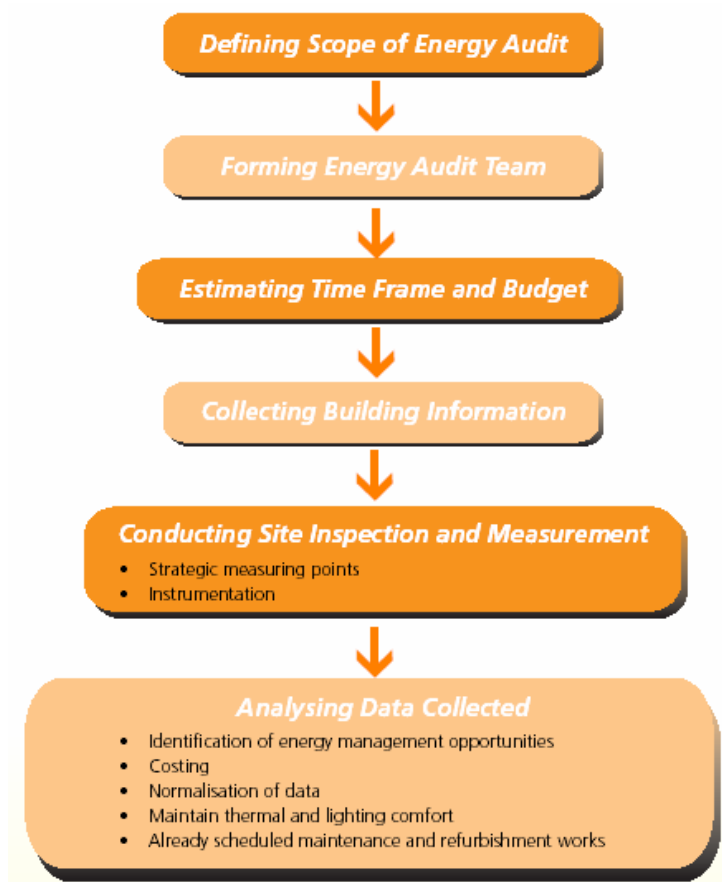 Defining Scope of Energy Audit
Forming Energy Audit Team
Estimating Time Frame and Budget
Collecting Building Information
Conducting Site Inspection and Measurement
• Strategic measuring points
• Instrumentation
Analysing Data Collected
• Identification of energy management opportunities
• Costing
• Normalisation of data
• Maintain thermal and lighting comfort
• Already scheduled maintenance and refurbishment works